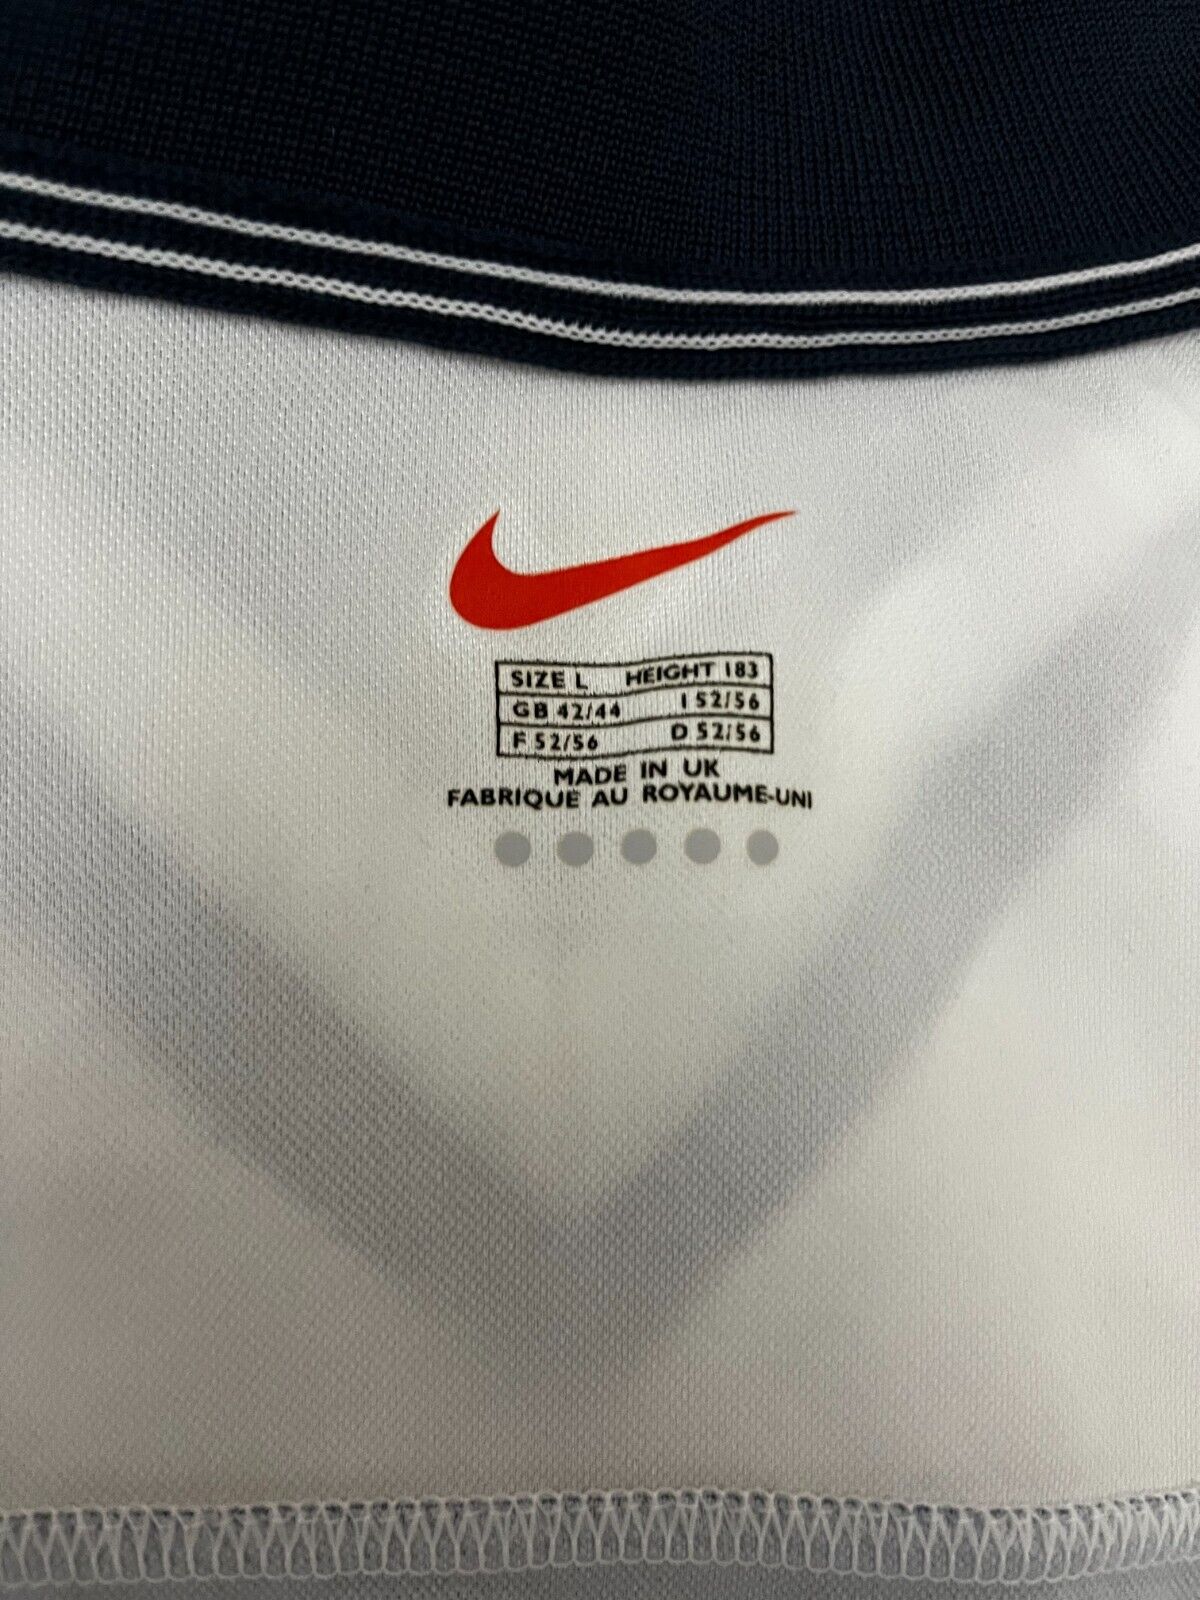 SIZE L HEIGHT 183
GB 42/44 I 52/56
F 52/56 D 52/56
MADE IN UK
FABRIQUE AU ROYAUME-UNI